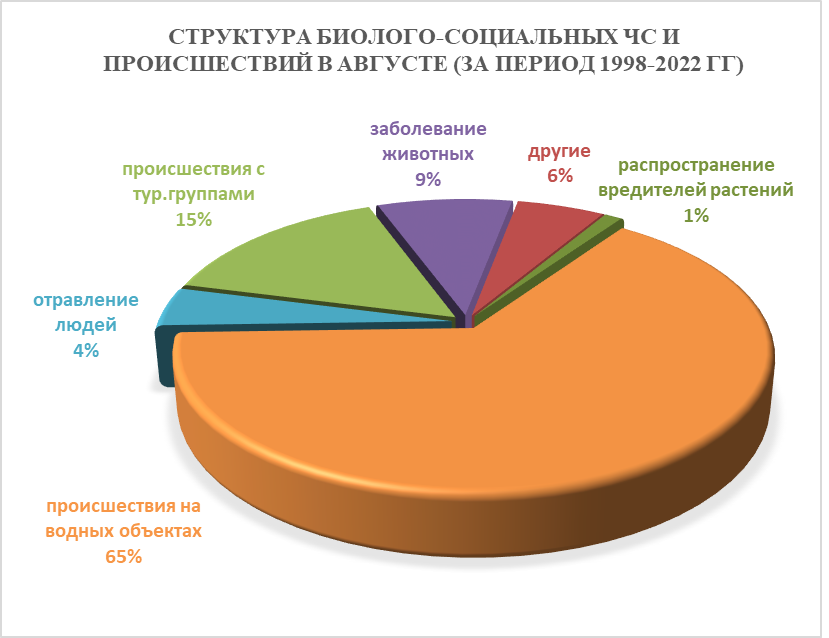 СТРУКТУРА БИОЛОГО-СОЦИАЛЬНЫХ ЧС И
ПРОИСШЕСТВИЙ В АВГУСТЕ (ЗА ПЕРИОД 1998-2022 ГГ)
заболевание
животных
9%
другие
6%
распространение
вредителей растений
1%
происшествия с
тур.группами
15%
отравление
людей
4%
происшествия на
водных объектах
65%